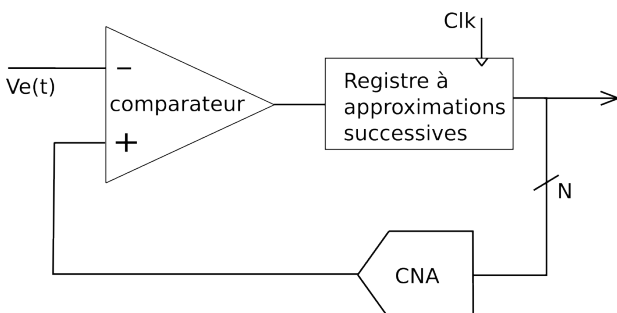 Clk
Ve(t)
−
comparateur
+
Registre à
approximations
successives
N
CNA